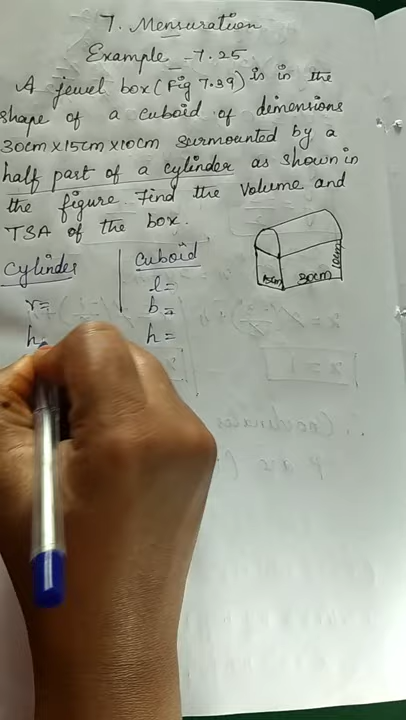 7. Mensuration
Example - 7.25
A jewel box (Fig 7.39) is in the
shape of a cuboid of dimensions
30cm x 15cm x 10cm surmounted by a
half part of a cylinder as shown in
the figure. Find the volume and
TSA of the box.
15cm 30cm 10cm
Cylinder Cuboid
l =
r = b =
h = h =